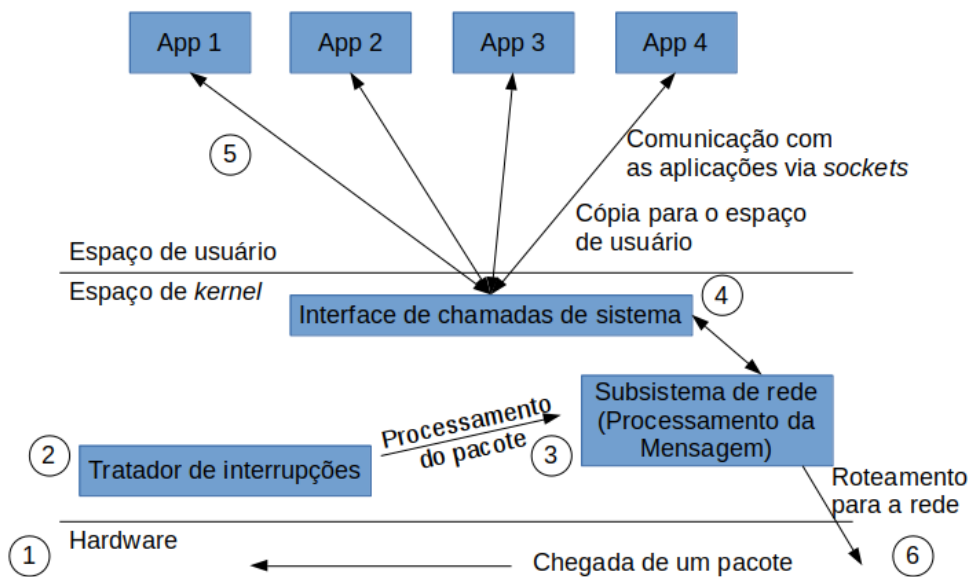 App 1
App 2
App 3
App 4
5
Comunicação com
as aplicações via sockets
Cópia para o espaço
de usuário
Espaço de usuário
Espaço de kernel
4
Interface de chamadas de sistema
Subsistema de rede
(Processamento da
Mensagem)
Processamento
do pacote
2
3
Tratador de interrupções
Roteamento
para a rede
1
Hardware
Chegada de um pacote
6